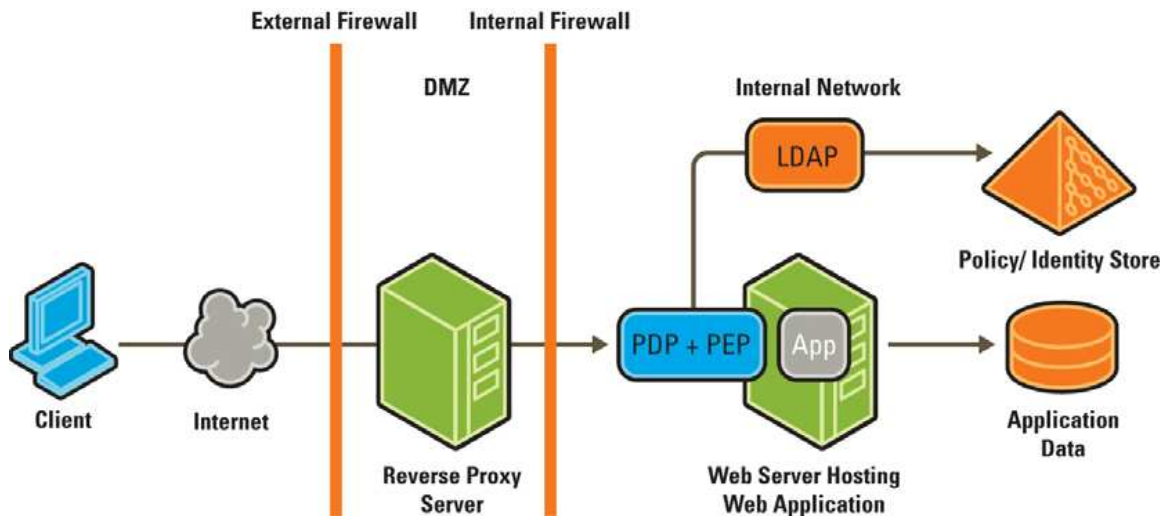 External Firewall
Internal Firewall
DMZ
Internal Network
LDAP
Policy/ Identity Store
PDP + PEP
App
Client
Internet
Reverse Proxy
Server
Web Server Hosting
Web Application
Application
Data